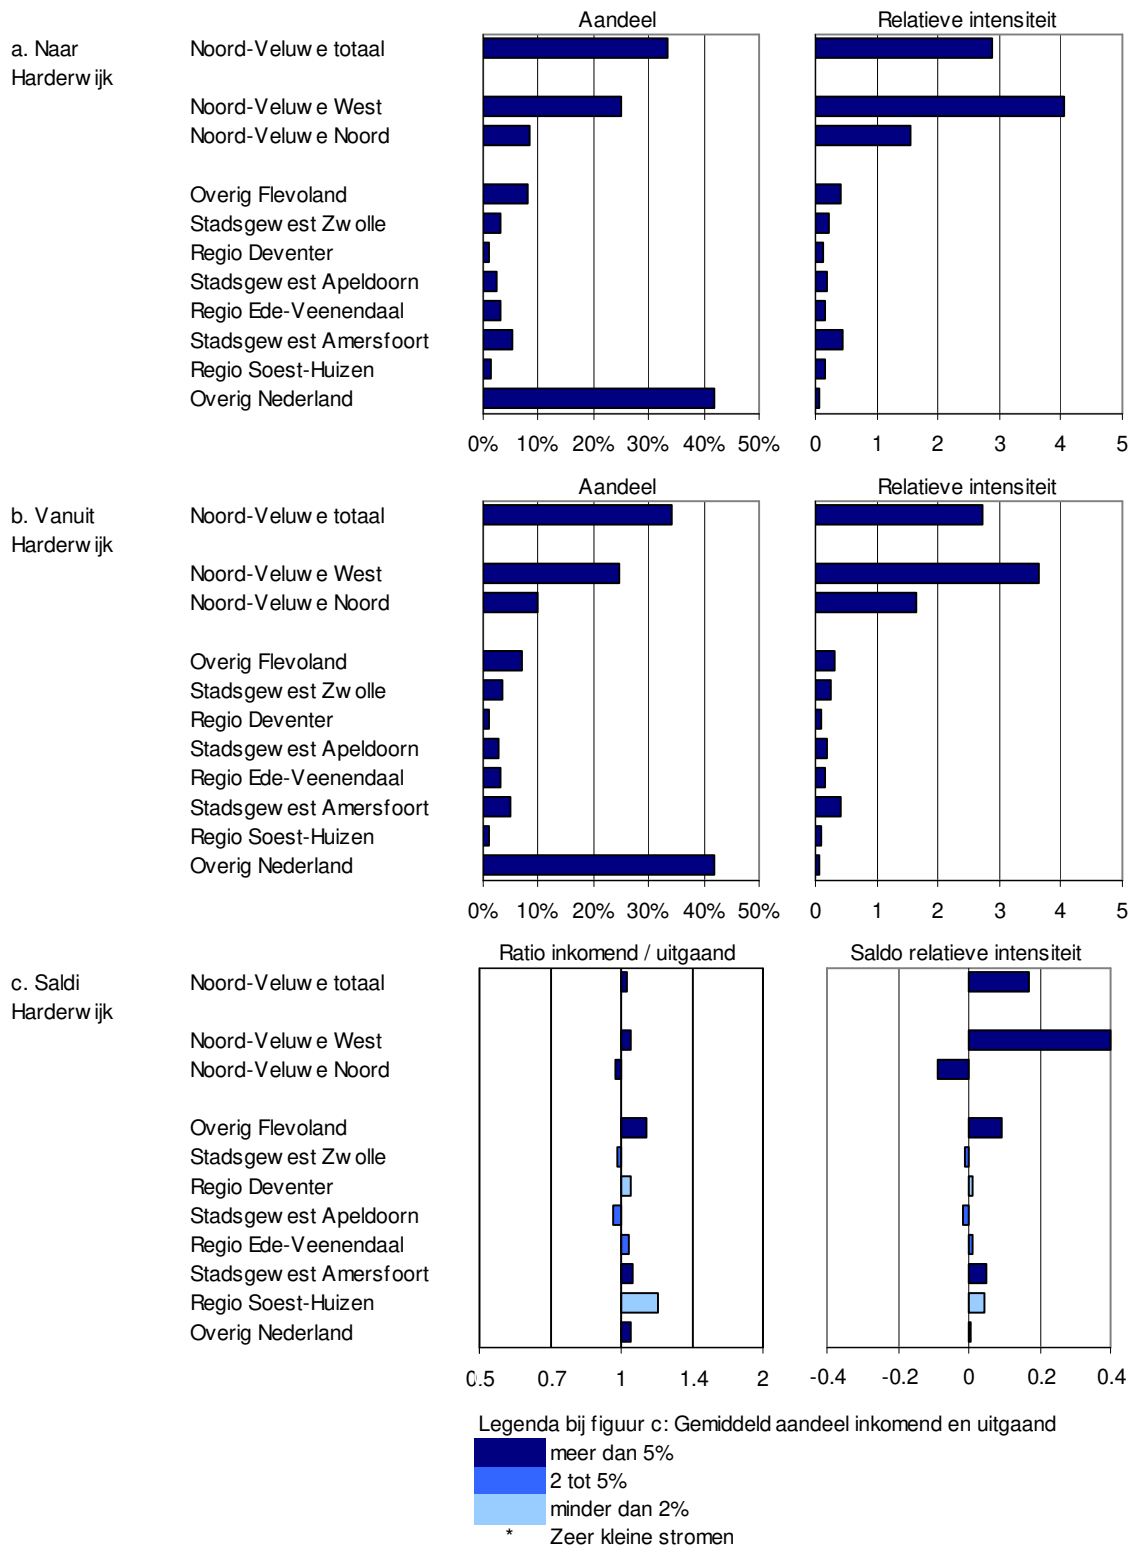 Aandeel Relatieve intensiteit
a. Naar Noord-Veluwe totaal
Harderwijk
Noord-Veluwe West
Noord-Veluwe Noord
Overig Flevoland
Stadsgewest Zwolle
Regio Deventer
Stadsgewest Apeldoorn
Regio Ede-Veenendaal
Stadsgewest Amersfoort
Regio Soest-Huizen
Overig Nederland
0% 10% 20% 30% 40% 50% 0 1 2 3 4 5
Aandeel Relatieve intensiteit
b. Vanuit Noord-Veluwe totaal
Harderwijk
Noord-Veluwe West
Noord-Veluwe Noord
Overig Flevoland
Stadsgewest Zwolle
Regio Deventer
Stadsgewest Apeldoorn
Regio Ede-Veenendaal
Stadsgewest Amersfoort
Regio Soest-Huizen
Overig Nederland
0% 10% 20% 30% 40% 50% 0 1 2 3 4 5
Ratio inkomend / uitgaand Saldo relatieve intensiteit
c. Saldi Noord-Veluwe totaal
Harderwijk
Noord-Veluwe West
Noord-Veluwe Noord
Overig Flevoland
Stadsgewest Zwolle
Regio Deventer
Stadsgewest Apeldoorn
Regio Ede-Veenendaal
Stadsgewest Amersfoort
Regio Soest-Huizen
Overig Nederland
0.5 0.7 1 1.4 2 -0.4 -0.2 0 0.2 0.4
Legenda bij figuur c: Gemiddeld aandeel inkomend en uitgaand
meer dan 5%
2 tot 5%
minder dan 2%
* Zeer kleine stromen